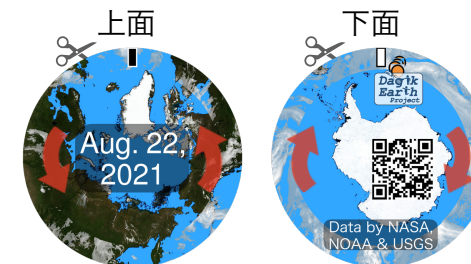 上面
下面
Aug. 22,
2021
Dagik
Earth
Project
Data by NASA,
NOAA & USGS